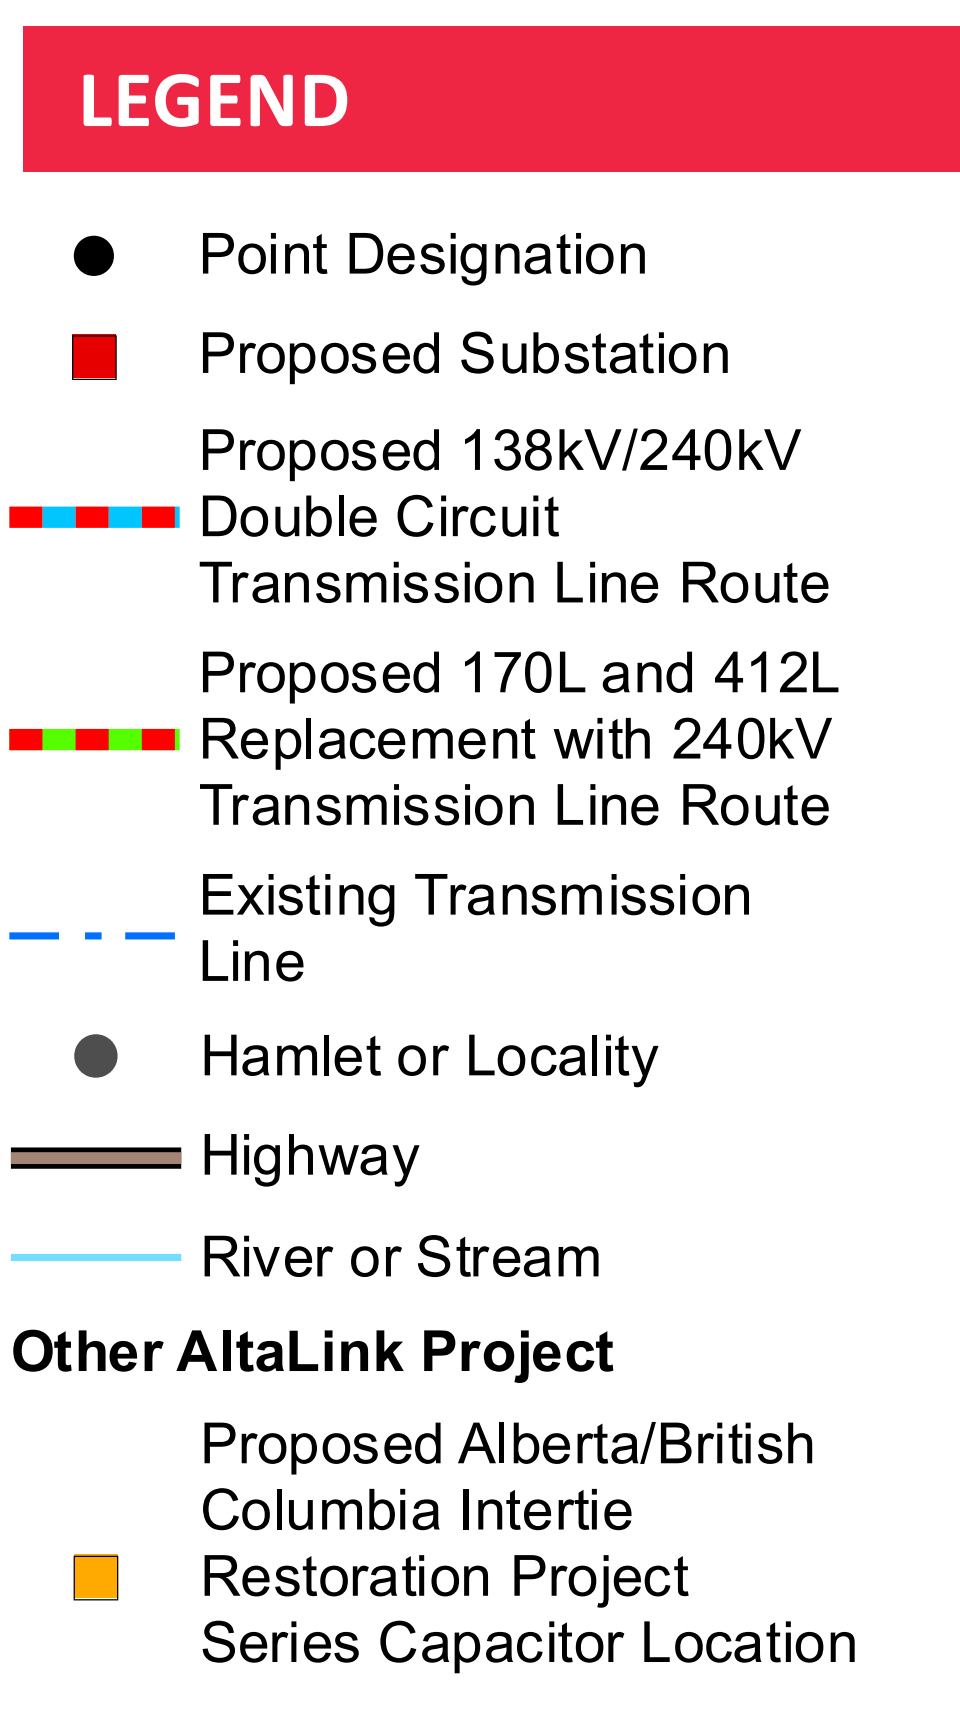 LEGEND
Point Designation
Proposed Substation
Proposed 138kV/240kV
Double Circuit
Transmission Line Route
Proposed 170L and 412L
Replacement with 240kV
Transmission Line Route
Existing Transmission
Line
Hamlet or Locality
Highway
River or Stream
Other AltaLink Project
Proposed Alberta/British
Columbia Intertie
Restoration Project
Series Capacitor Location